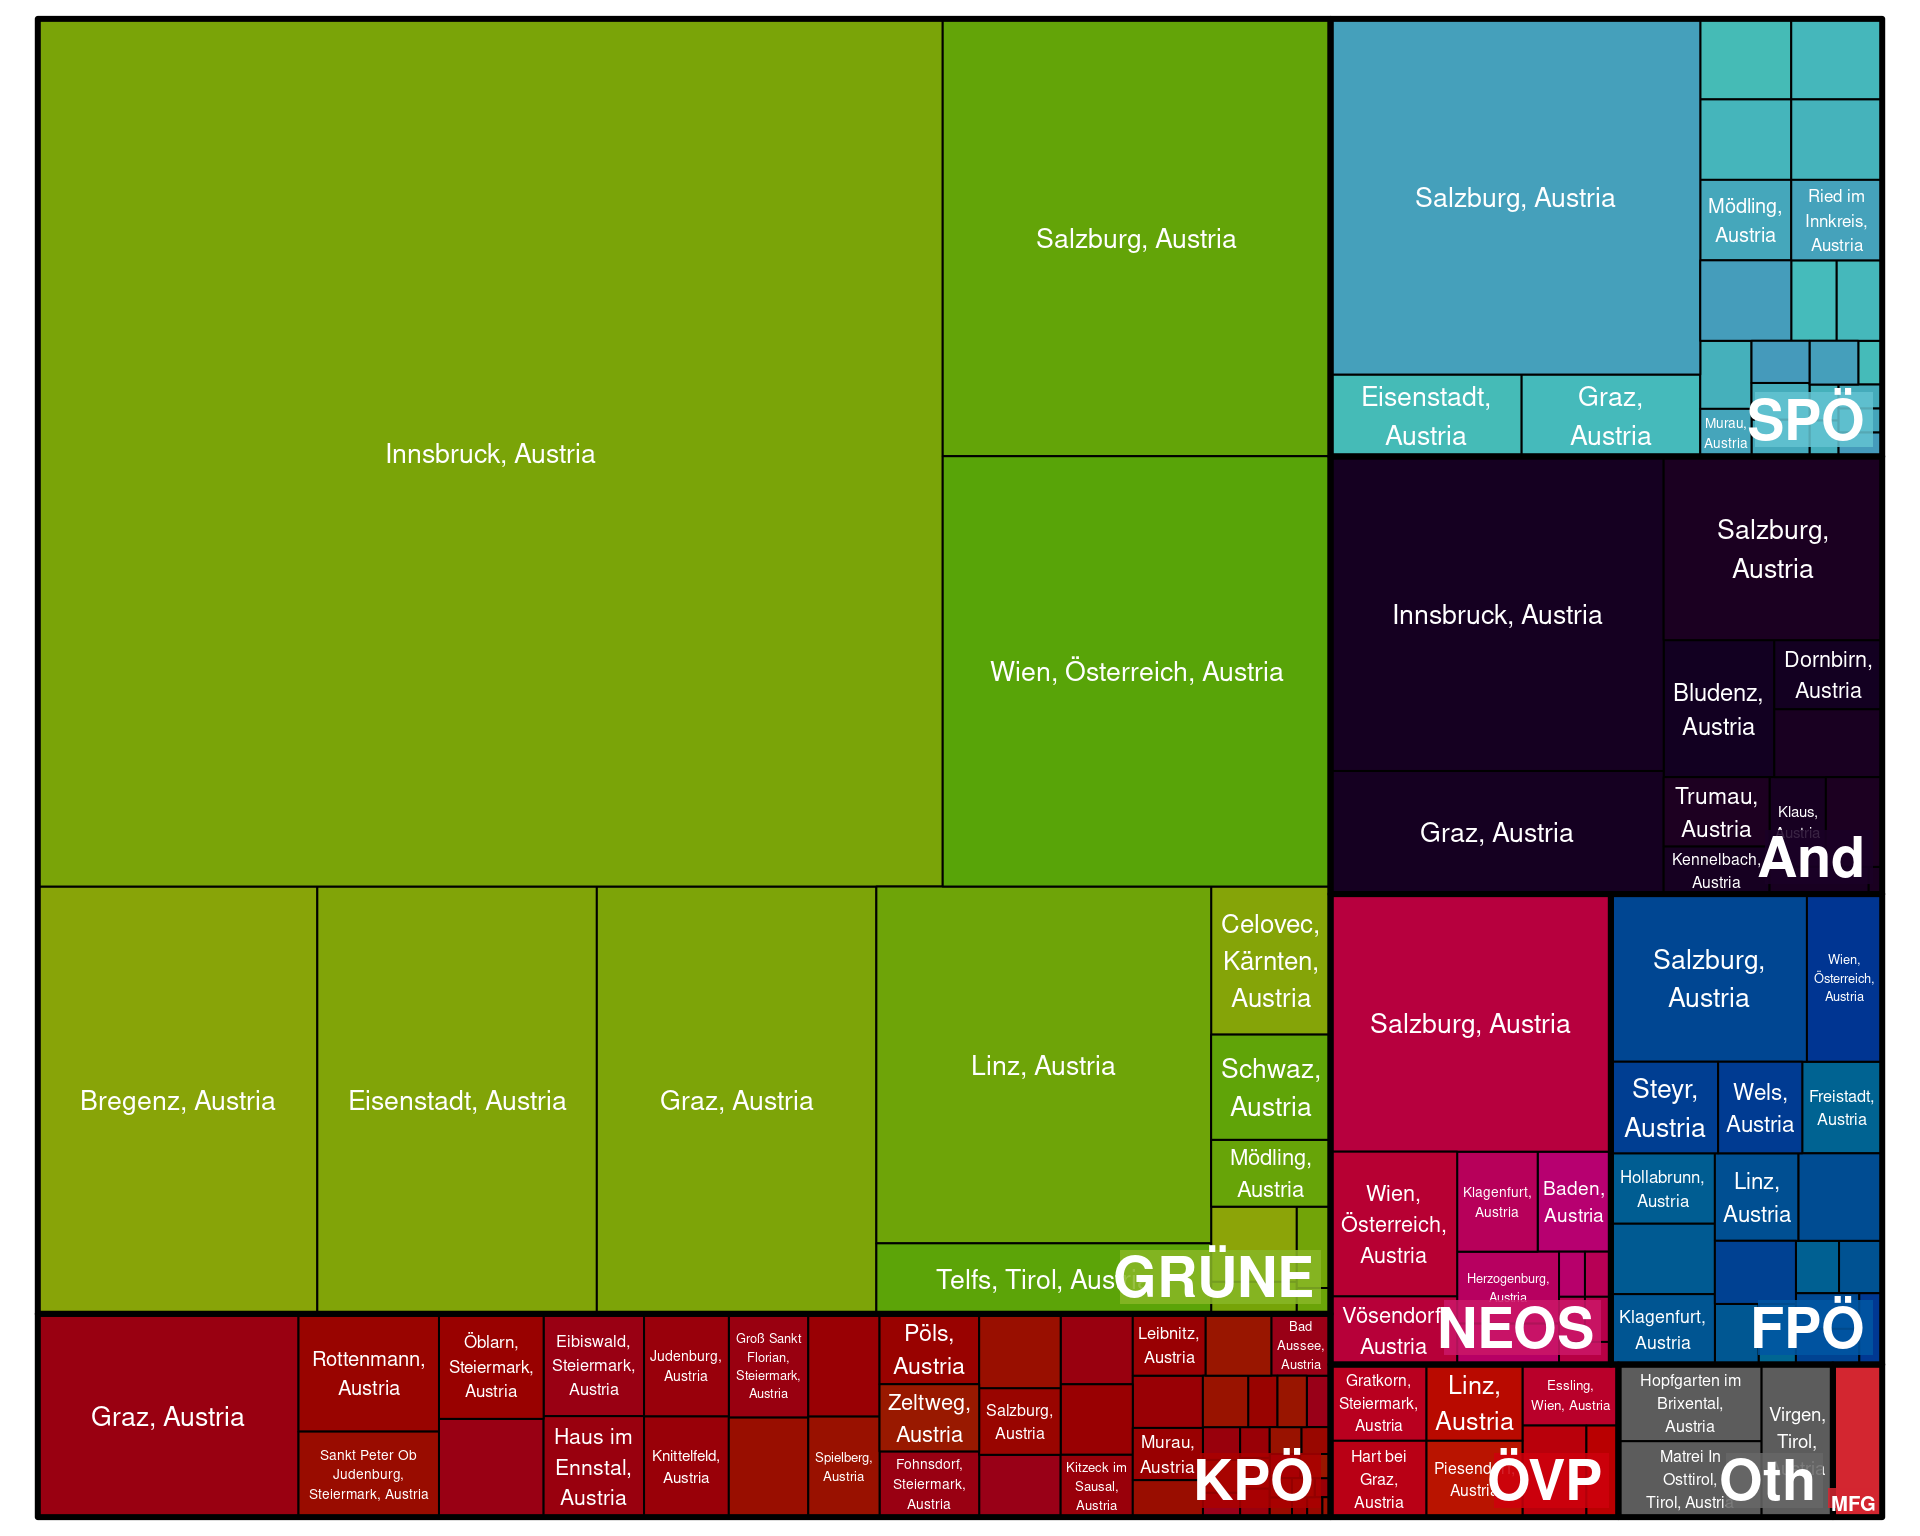 Innsbruck, Austria
Salzburg, Austria
Wien, Österreich, Austria
Bregenz, Austria
Eisenstadt, Austria
Graz, Austria
Linz, Austria
Telfs, Tirol, Aus
Celovec,
Kärnten,
Austria
Schwaz,
Austria
Mödling,
Austria
GRÜNE
Salzburg, Austria
Eisenstadt,
Austria
Graz,
Austria
Mödling,
Austria
Ried im
Innkreis,
Austria
Murau,
Austria
SPÖ
Innsbruck, Austria
Graz, Austria
Salzburg,
Austria
Bludenz,
Austria
Dornbirn,
Austria
Trumau,
Austria
Klaus,
Austria
Kennelbach,
Austria
And
Salzburg, Austria
Wien,
Österreich,
Austria
Klagenfurt,
Austria
Baden,
Austria
Herzogenburg,
Austria
Vösendorf,
Austria
NEOS
Salzburg,
Austria
Wien,
Österreich,
Austria
Steyr,
Austria
Wels,
Austria
Freistadt,
Austria
Hollabrunn,
Austria
Linz,
Austria
Klagenfurt,
Austria
FPÖ
Graz, Austria
Rottenmann,
Austria
Sankt Peter Ob
Judenburg,
Steiermark, Austria
Öblarn,
Steiermark,
Austria
Eibiswald,
Steiermark,
Austria
Haus im
Ennstal,
Austria
Judenburg,
Austria
Knittelfeld,
Austria
Groß Sankt
Florian,
Steiermark,
Austria
Spielberg,
Austria
Pöls,
Austria
Zeltweg,
Austria
Fohnsdorf,
Steiermark,
Austria
Salzburg,
Austria
Kitzeck im
Sausal,
Austria
Leibnitz,
Austria
Bad
Aussee,
Austria
Murau,
Austria
KPÖ
Gratkorn,
Steiermark,
Austria
Hart bei
Graz,
Austria
Linz,
Austria
Piesendorf,
Austria
Essling,
Wien, Austria
ÖVP
Hopfgarten im
Brixental,
Austria
Matrei In
Osttirol,
Tirol, Austria
Virgen,
Tirol,
Austria
Oth
MFG